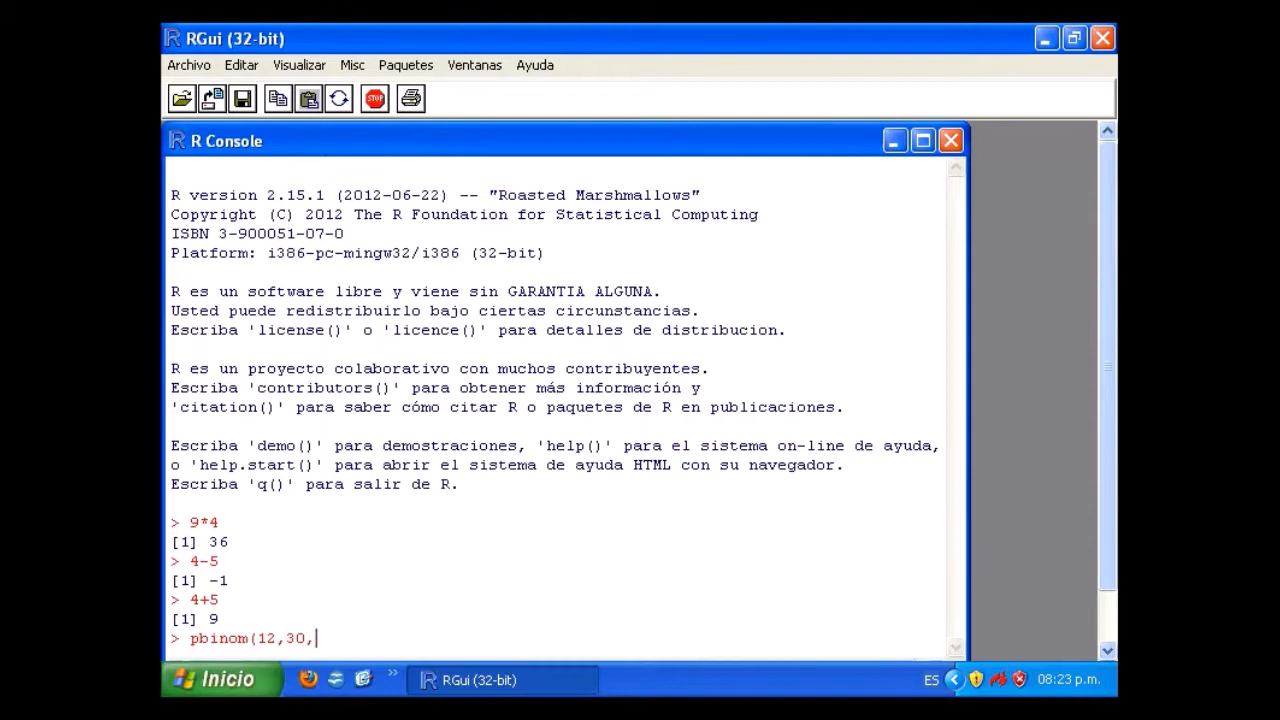 RGui (32-bit)
Archivo Editar Visualizar Misc Paquetes Ventanas Ayuda
STOP
R Console
R version 2.15.1 (2012-06-22) -- "Roasted Marshmallows"
Copyright (C) 2012 The R Foundation for Statistical Computing
ISBN 3-900051-07-0
Platform: i386-pc-mingw32/i386 (32-bit)
R es un software libre y viene sin GARANTIA ALGUNA.
Usted puede redistribuirlo bajo ciertas circunstancias.
Escriba 'license()' o 'licence()' para detalles de distribucion.
R es un proyecto colaborativo con muchos contribuyentes.
Escriba 'contributors()' para obtener más información y
'citation()' para saber cómo citar R o paquetes de R en publicaciones.
Escriba 'demo()' para demostraciones, 'help()' para el sistema on-line de ayuda,
o 'help.start()' para abrir el sistema de ayuda HTML con su navegador.
Escriba 'q()' para salir de R.
> 9*4
[1] 36
> 4-5
[1] -1
> 4+5
[1] 9
> pbinom(12,30,
Inicio » RGui (32-bit) ES 08:23 p.m.